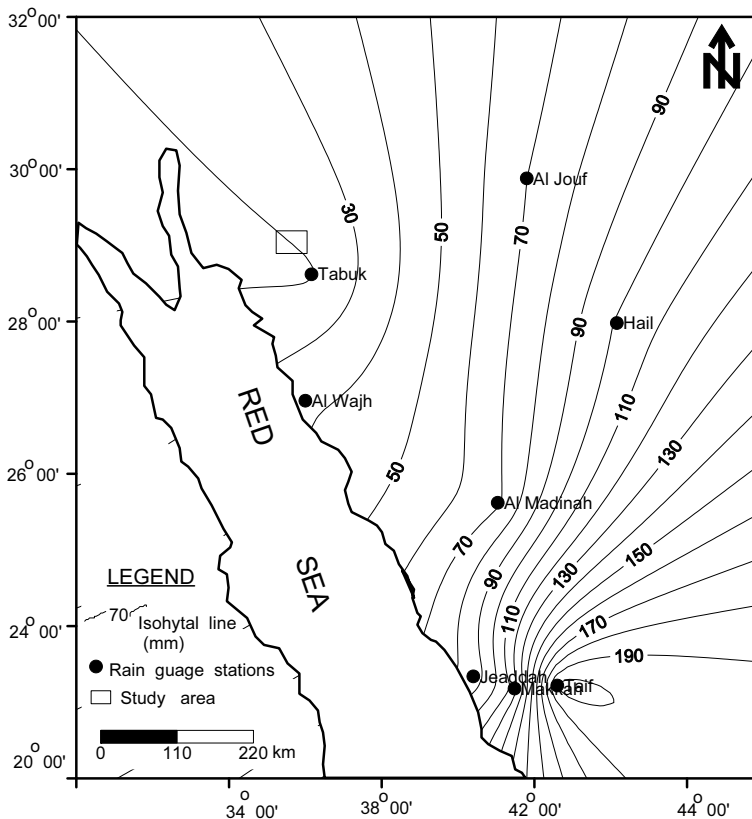 32° 00'
N
90
30° 00'
Al Jouf
30
50
70
Tabuk
28° 00'
90
Hail
RED
Al Wajh
110
130
26° 00'
50
Al Madinah
70
150
LEGEND
SEA
90
130
70 Isohytal line
(mm)
110
170
24° 00'
190
Rain guage stations
Jeaddah
Makkah
Taif
Study area
0 110 220 km
20° 00'
34° 00'
38° 00'
42° 00'
44° 00'